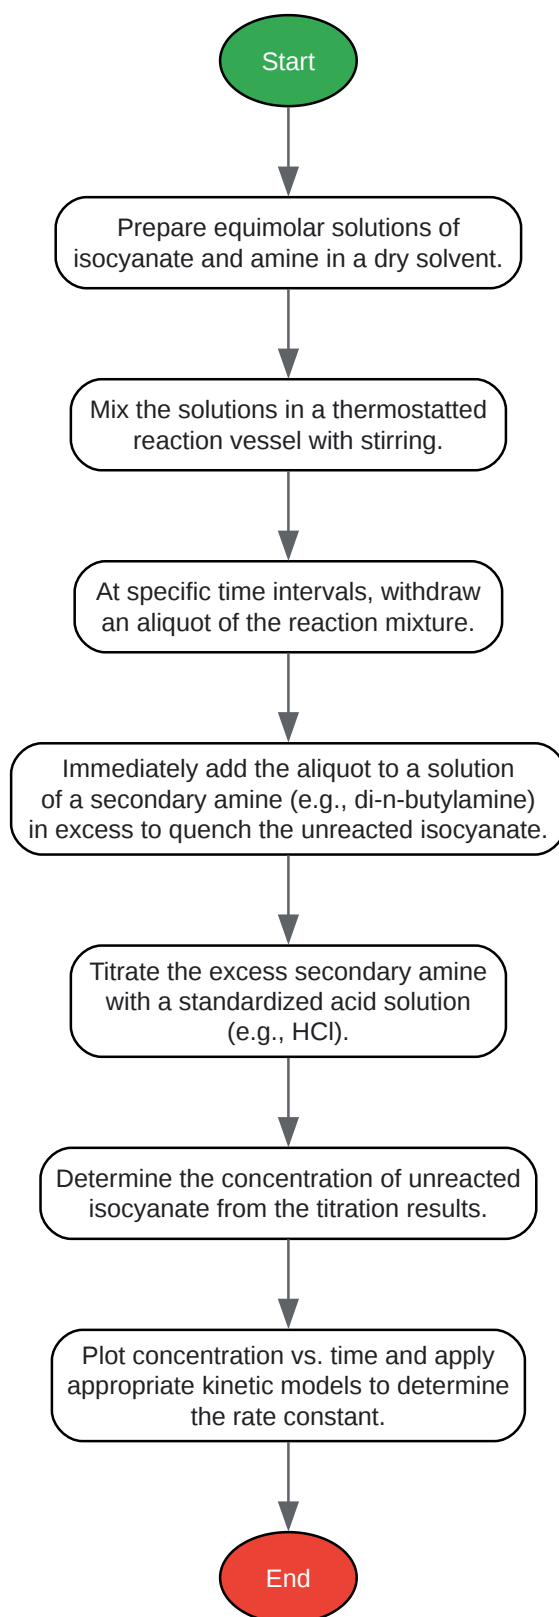 Start
Prepare equimolar solutions of
isocyanate and amine in a dry solvent.
Mix the solutions in a thermostatted
reaction vessel with stirring.
At specific time intervals, withdraw
an aliquot of the reaction mixture.
Immediately add the aliquot to a solution
of a secondary amine (e.g., di-n-butylamine)
in excess to quench the unreacted isocyanate.
Titrate the excess secondary amine
with a standardized acid solution
(e.g., HCl).
Determine the concentration of unreacted
isocyanate from the titration results.
Plot concentration vs. time and apply
appropriate kinetic models to determine
the rate constant.
End